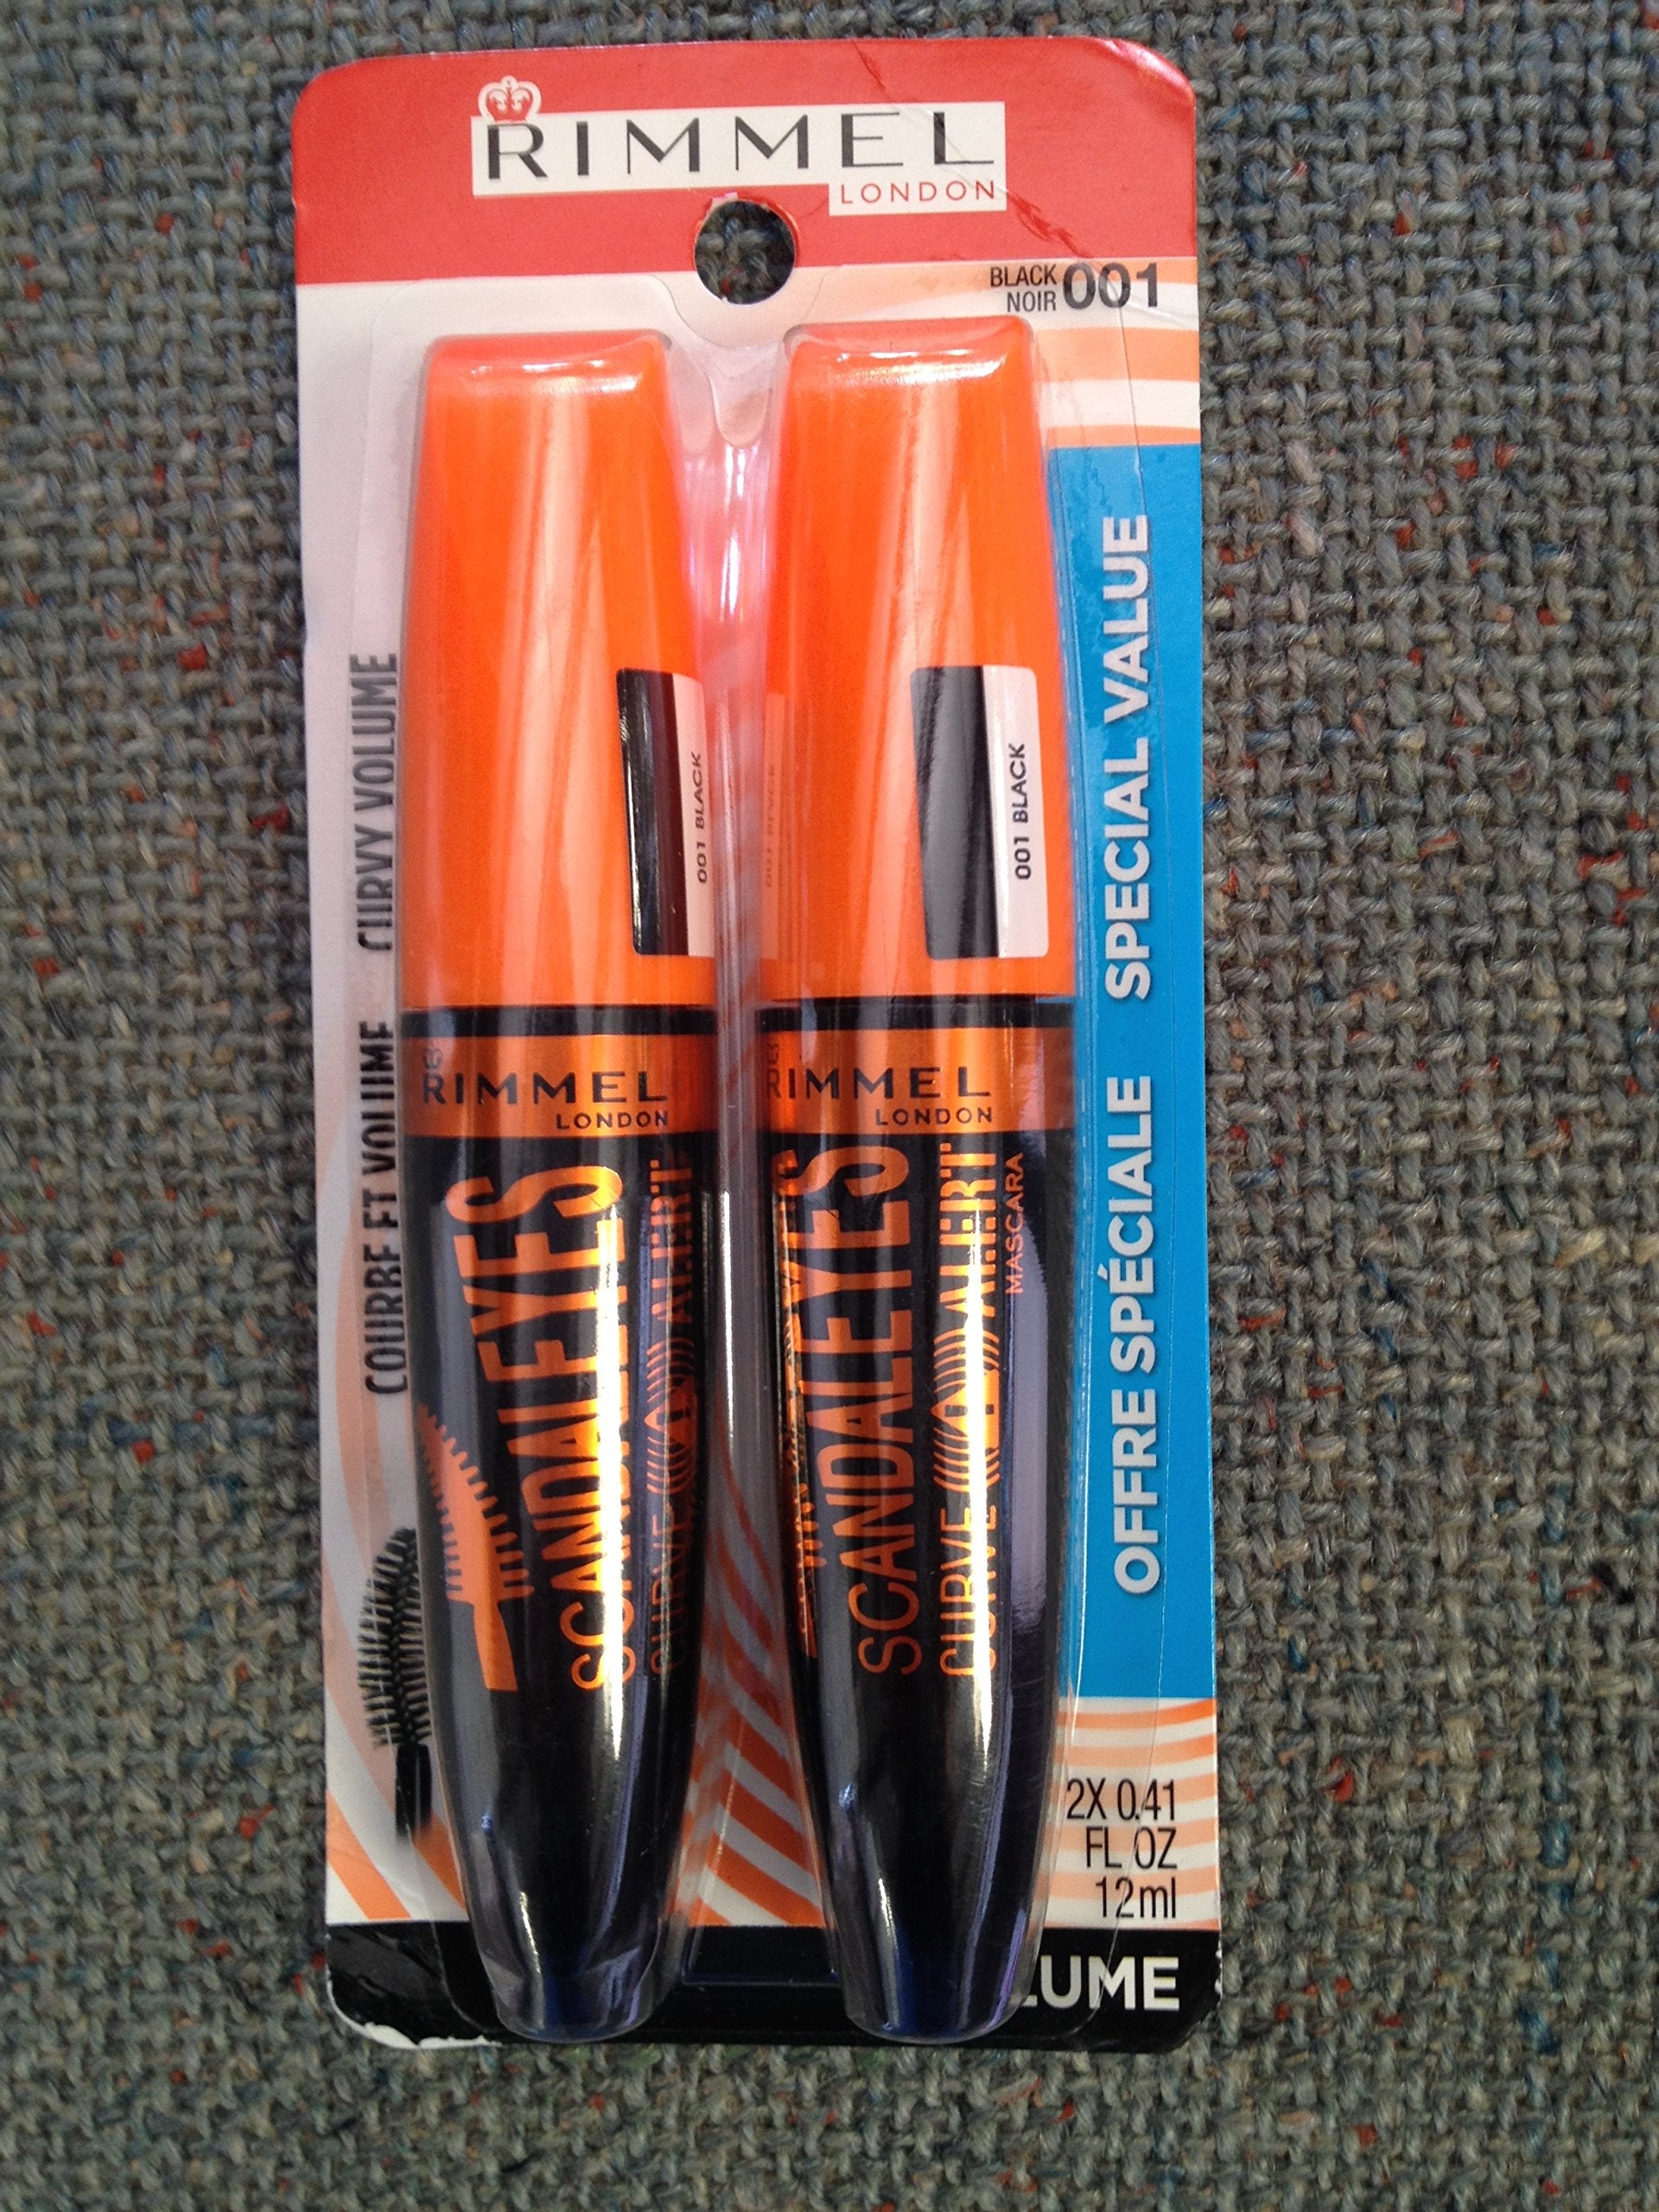 RIMMEL
LONDON
BLACK
NOIR 001
COURBE ET VOLUME CURVY VOLUME
OFFRE SPÉCIALE SPECIAL VALUE
001 BLACK
RIMMEL
LONDON
SCANDALEYES
CURVE ALERT
001 BLACK
RIMMEL
LONDON
SCANDALEYES
CURVE ALERT
MASCARA
2X 0.41
FL OZ
12ml